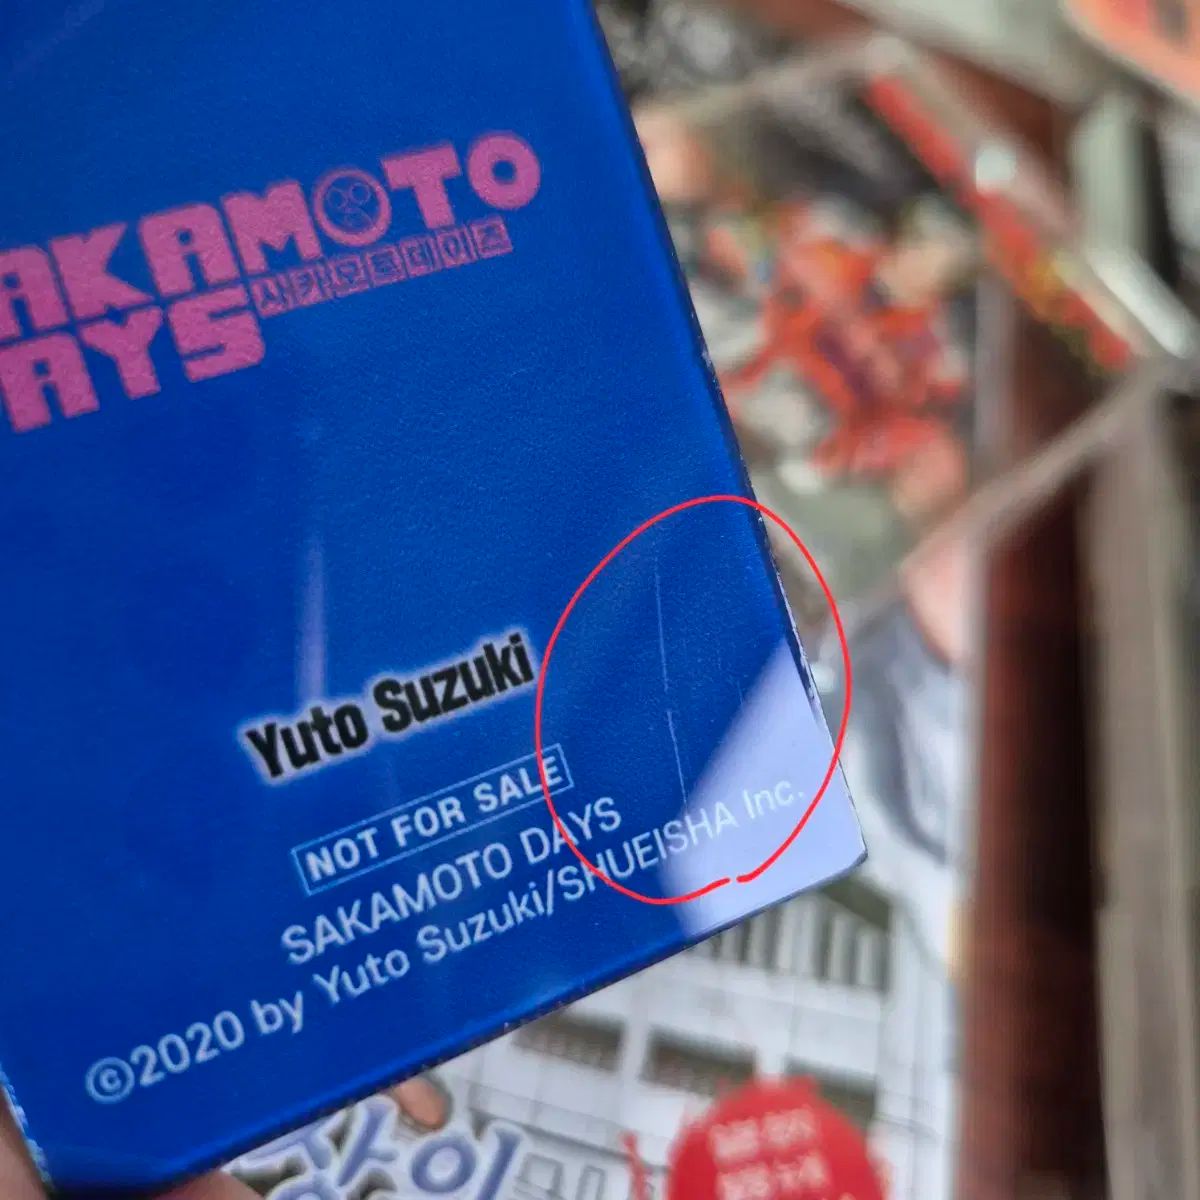 AKAMOTO
AYS 사카모토데이즈
Yuto Suzuki
NOT FOR SALE
SAKAMOTO DAYS
©2020 by Yuto Suzuki/SHUEISHA Inc.